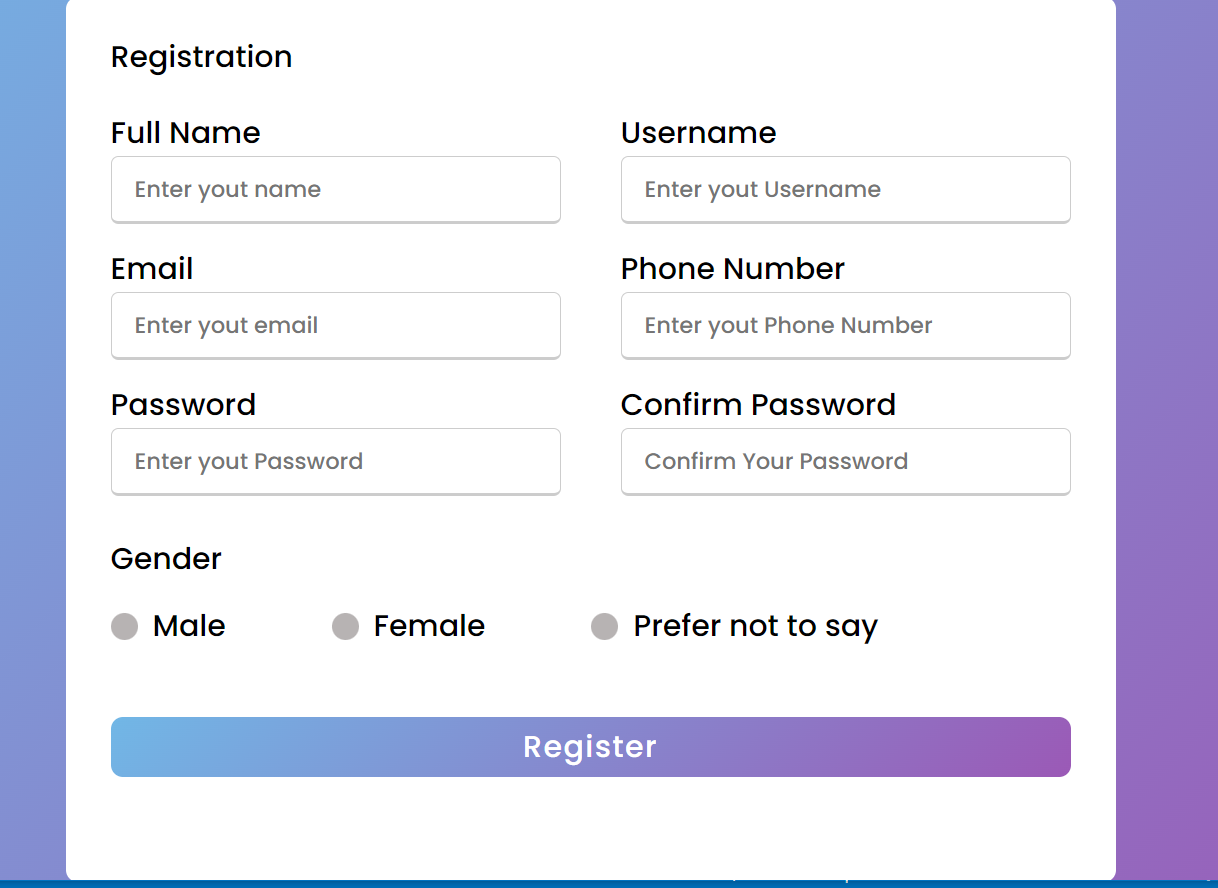 Registration
Full Name
Username
Enter yout name
Enter yout Username
Email
Phone Number
Enter yout email
Enter yout Phone Number
Password
Confirm Password
Enter yout Password
Confirm Your Password
Gender
Male
Female
Prefer not to say
Register